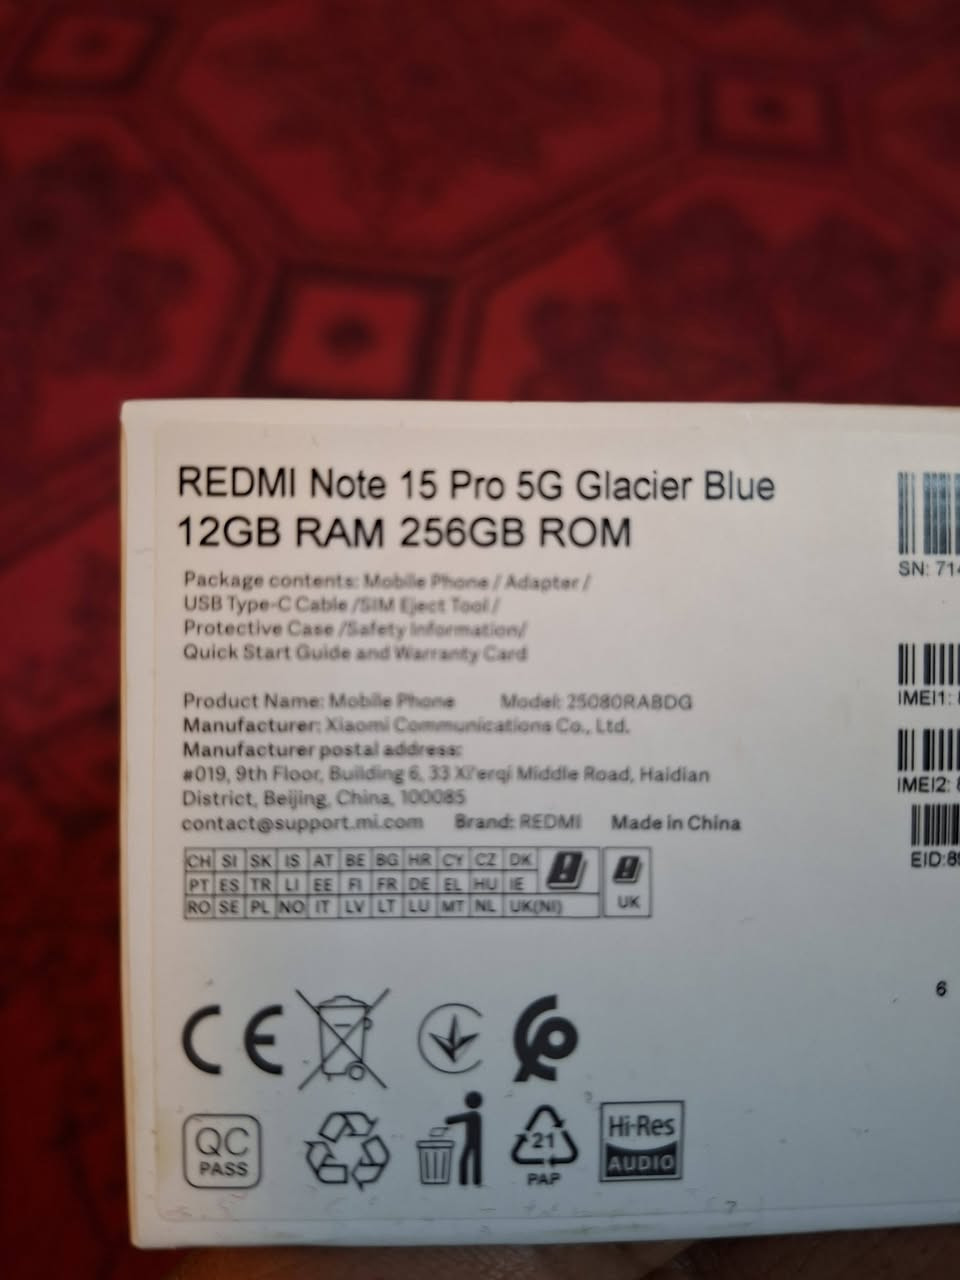 REDMI Note 15 Pro 5G Glacier Blue
12GB RAM 256GB ROM
Package contents: Mobile Phone / Adapter /
USB Type-C Cable /SIM Eject Tool /
Protective Case /Safety Information/
Quick Start Guide and Warranty Card
Product Name: Mobile Phone Model: 25080RABDG
Manufacturer: Xiaomi Communications Co., Ltd.
Manufacturer postal address:
#019, 9th Floor, Building 6, 33 Xi'erqi Middle Road, Haidian
District, Beijing, China, 100085
contact@support.mi.com Brand: REDMI Made in China
CH SI SK IS AT BE BG HR CY CZ DK
PT ES TR LI EE FI FR DE EL HU IE
RO SE PL NO IT LV LT LU MT NL UK(NI)
UK
CE
QC
PASS
21
PAP
Hi-Res
AUDIO
SN: 714
IMEI1: 8
IMEI2: 8
EID:89
6